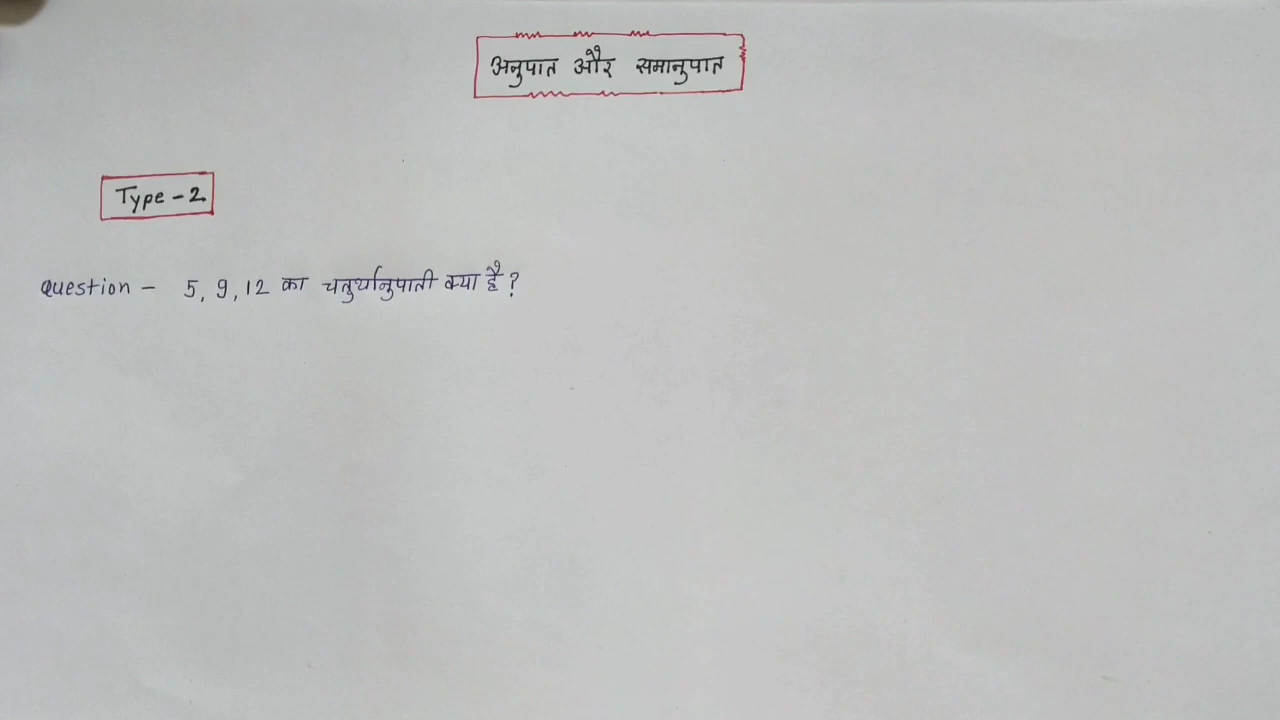 अनुपात और समानुपात
Type - 2
Question - 5, 9, 12 का चतुर्थानुपाती क्या है ?